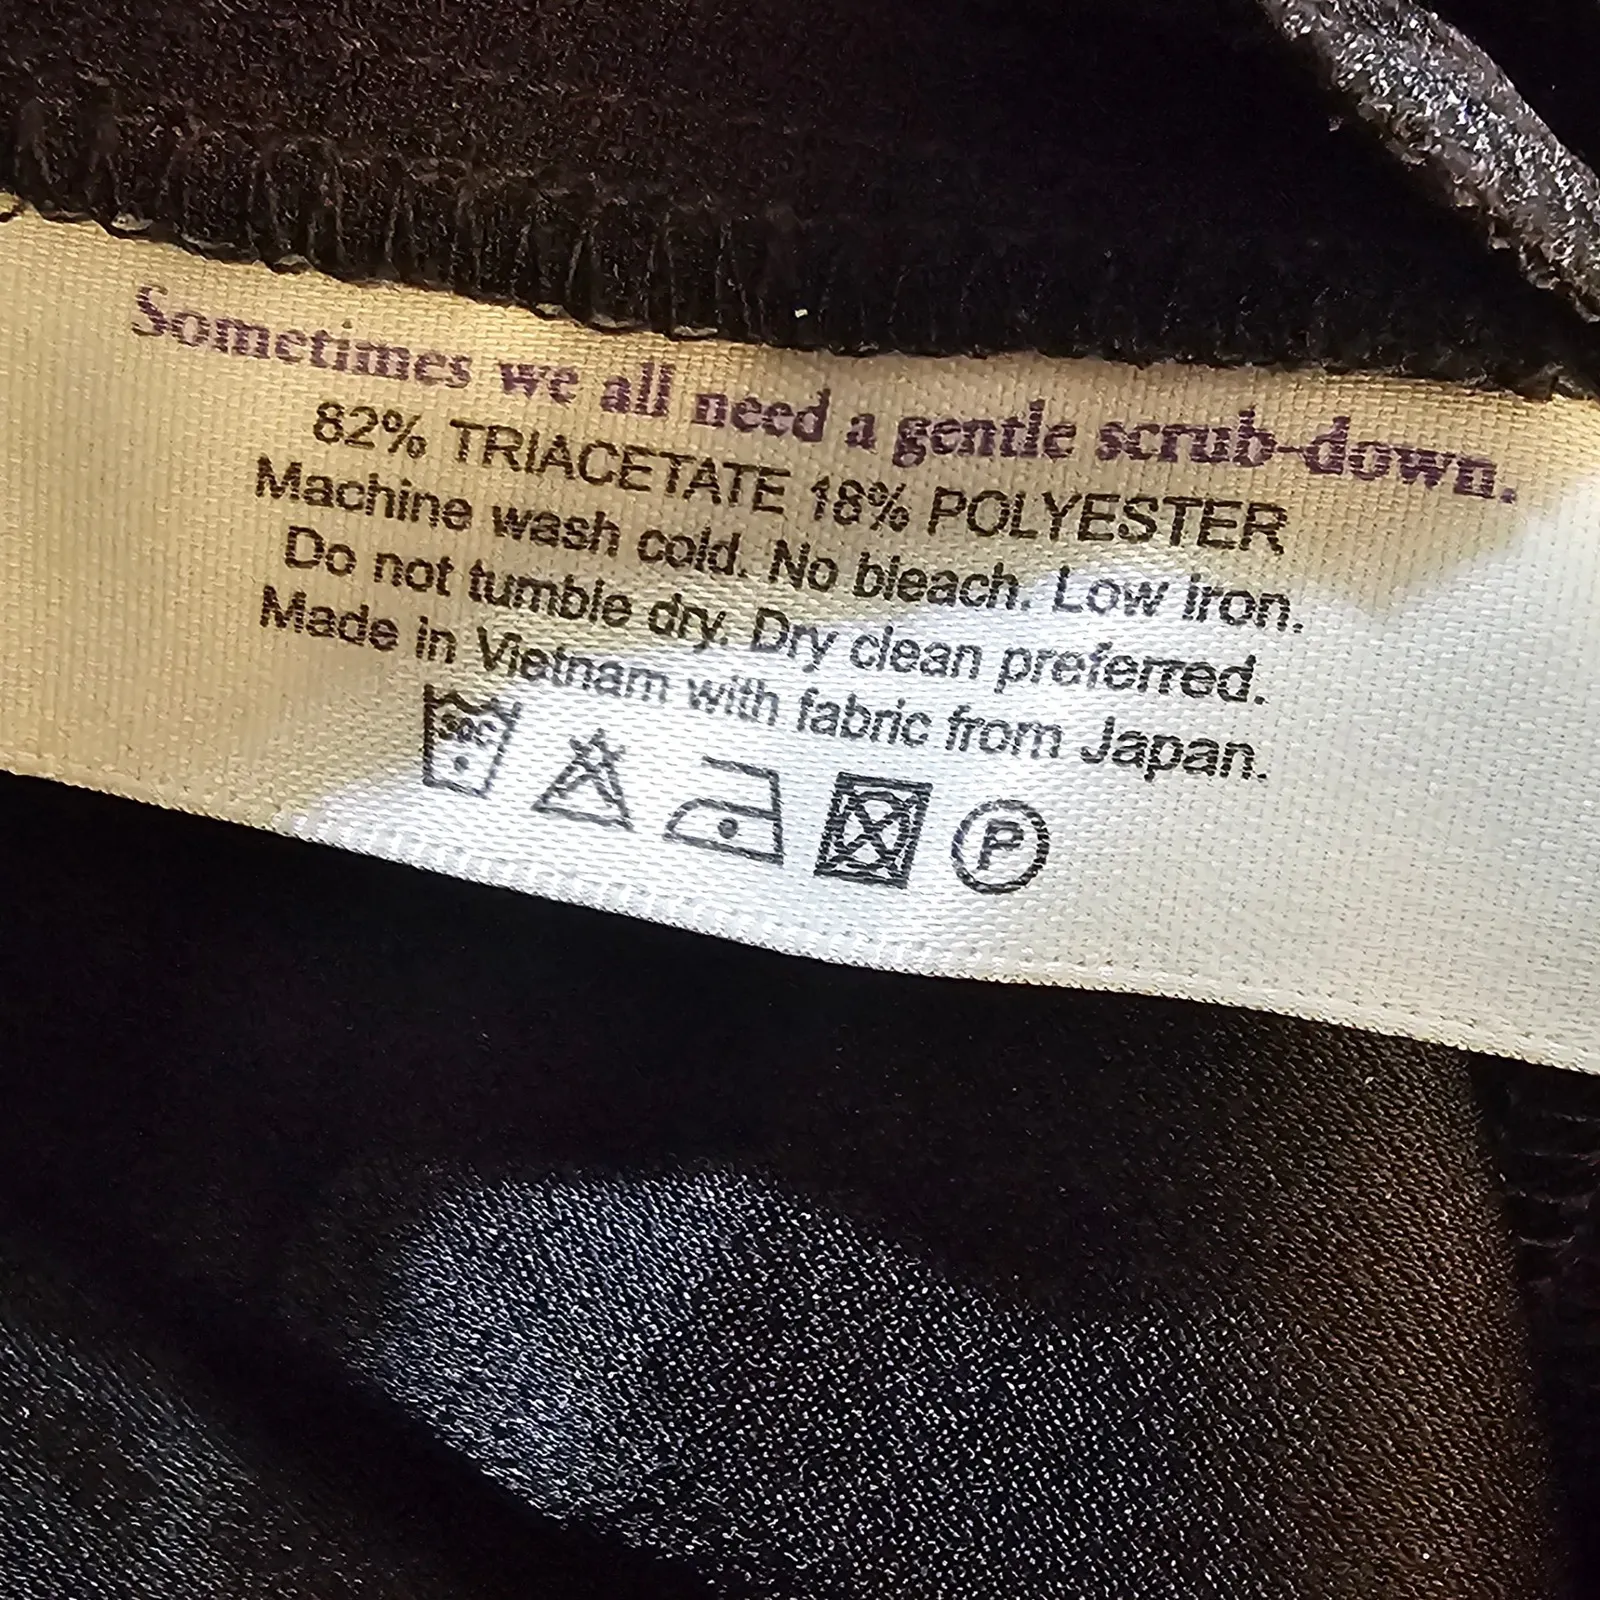 Sometimes we all need a gentle scrub-down.
82% TRIACETATE 18% POLYESTER
Machine wash cold. No bleach. Low iron.
Do not tumble dry. Dry clean preferred.
Made in Vietnam with fabric from Japan.
P